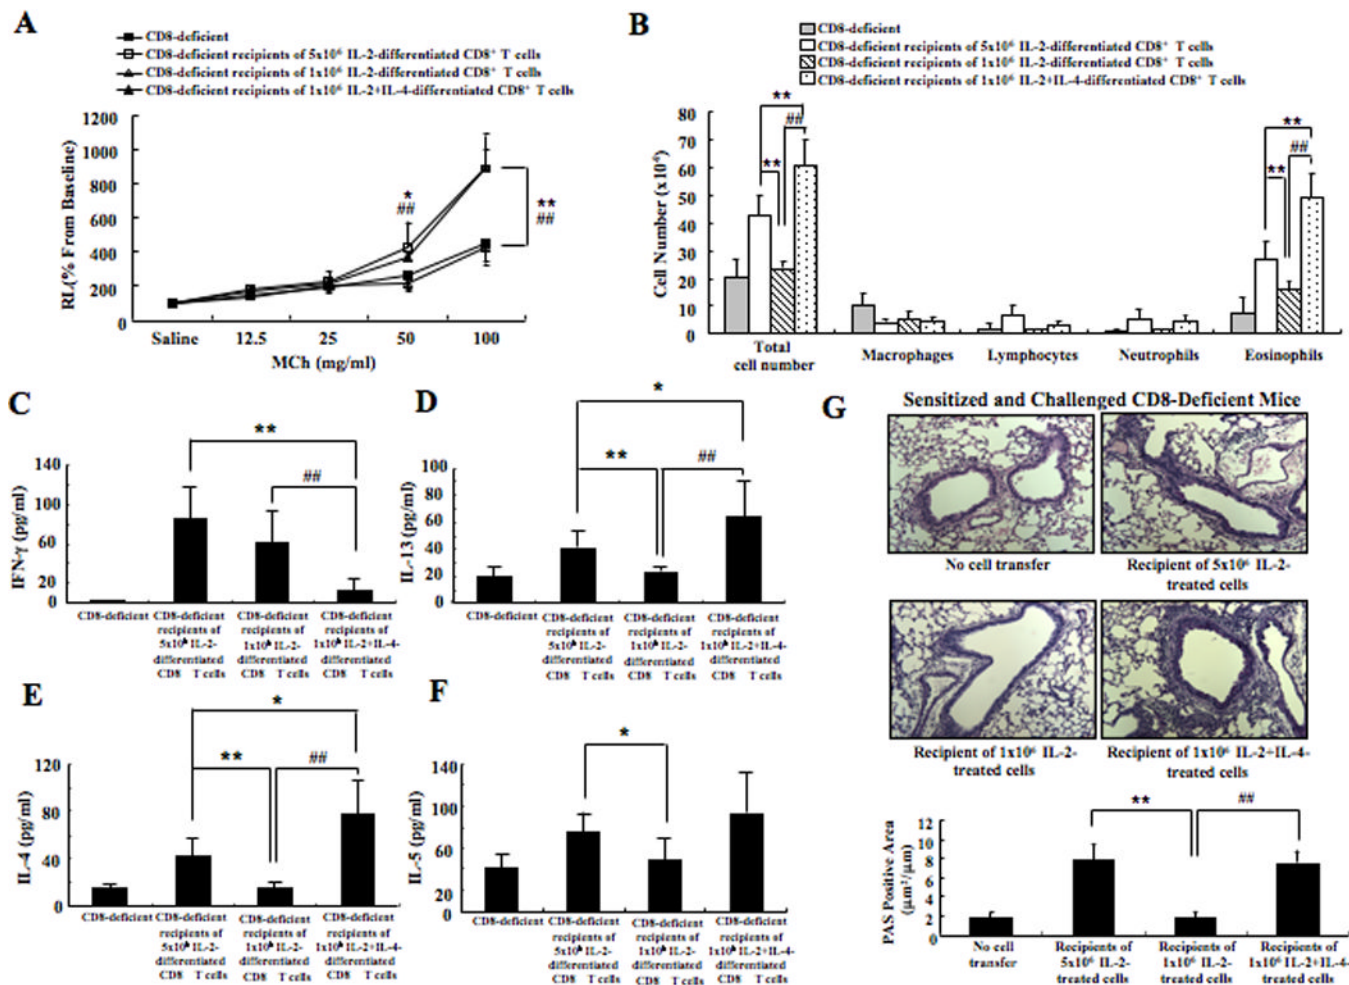 A
CD8-deficient
CD8-deficient recipients of 5x10⁶ IL-2-differentiated CD8⁺ T cells
CD8-deficient recipients of 1x10⁶ IL-2-differentiated CD8⁺ T cells
CD8-deficient recipients of 1x10⁶ IL-2+IL-4-differentiated CD8⁺ T cells
RL(% From Baseline)
1200
1000
800
600
400
200
0
*
##
**
##
Saline 12.5 25 50 100
MCh (mg/ml)
B
CD8-deficient
CD8-deficient recipients of 5x10⁶ IL-2-differentiated CD8⁺ T cells
CD8-deficient recipients of 1x10⁶ IL-2-differentiated CD8⁺ T cells
CD8-deficient recipients of 1x10⁶ IL-2+IL-4-differentiated CD8⁺ T cells
Cell Number (x10⁻⁶)
80
70
60
50
40
30
20
10
0
**
##
**
**
##
**
Total
cell number
Macrophages
Lymphocytes
Neutrophils
Eosinophils
C
IFN-γ (pg/ml)
140
100
60
20
0
**
##
CD8-deficient
CD8-deficient
recipients of
5x10⁶ IL-2-
differentiated
CD8 T cells
CD8-deficient
recipients of
1x10⁶ IL-2-
differentiated
CD8 T cells
CD8-deficient
recipients of
1x10⁶ IL-2+IL-4-
differentiated
CD8 T cells
D
IL-13 (pg/ml)
100
80
60
40
20
0
*
**
##
CD8-deficient
CD8-deficient
recipients of
5x10⁶ IL-2-
differentiated
CD8 T cells
CD8-deficient
recipients of
1x10⁶ IL-2-
differentiated
CD8 T cells
CD8-deficient
recipients of
1x10⁶ IL-2+IL-4-
differentiated
CD8 T cells
E
IL-4 (pg/ml)
120
80
40
0
*
**
##
CD8-deficient
CD8-deficient
recipients of
5x10⁶ IL-2-
differentiated
CD8 T cells
CD8-deficient
recipients of
1x10⁶ IL-2-
differentiated
CD8 T cells
CD8-deficient
recipients of
1x10⁶ IL-2+IL-4-
differentiated
CD8 T cells
F
IL-5 (pg/ml)
140
100
60
20
0
*
CD8-deficient
CD8-deficient
recipients of
5x10⁶ IL-2-
differentiated
CD8 T cells
CD8-deficient
recipients of
1x10⁶ IL-2-
differentiated
CD8 T cells
CD8-deficient
recipients of
1x10⁶ IL-2+IL-4-
differentiated
CD8 T cells
G
Sensitized and Challenged CD8-Deficient Mice
No cell transfer
Recipient of 5x10⁶ IL-2-
treated cells
Recipient of 1x10⁶ IL-2-
treated cells
Recipient of 1x10⁶ IL-2+IL-4-
treated cells
PAS Positive Area
(μm²/μm)
12
10
8
6
4
2
0
**
##
No cell
transfer
Recipients of
5x10⁶ IL-2-
treated cells
Recipients of
1x10⁶ IL-2-
treated cells
Recipients of
1x10⁶ IL-2+IL-4-
treated cells